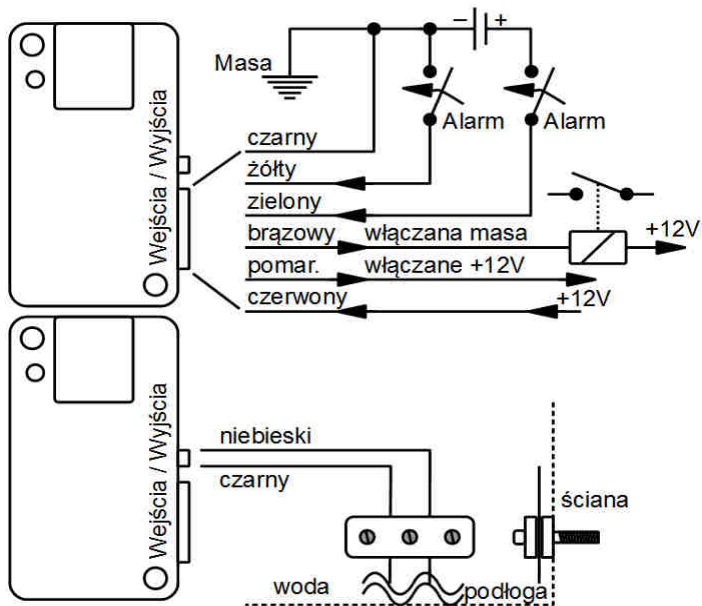 Masa
Alarm
Alarm
Wejścia / Wyjścia
czarny
żółty
zielony
brązowy włączana masa
+12V
pomar. włączane +12V
czerwony
+12V
− +
Wejścia / Wyjścia
niebieski
czarny
ściana
woda
podłoga